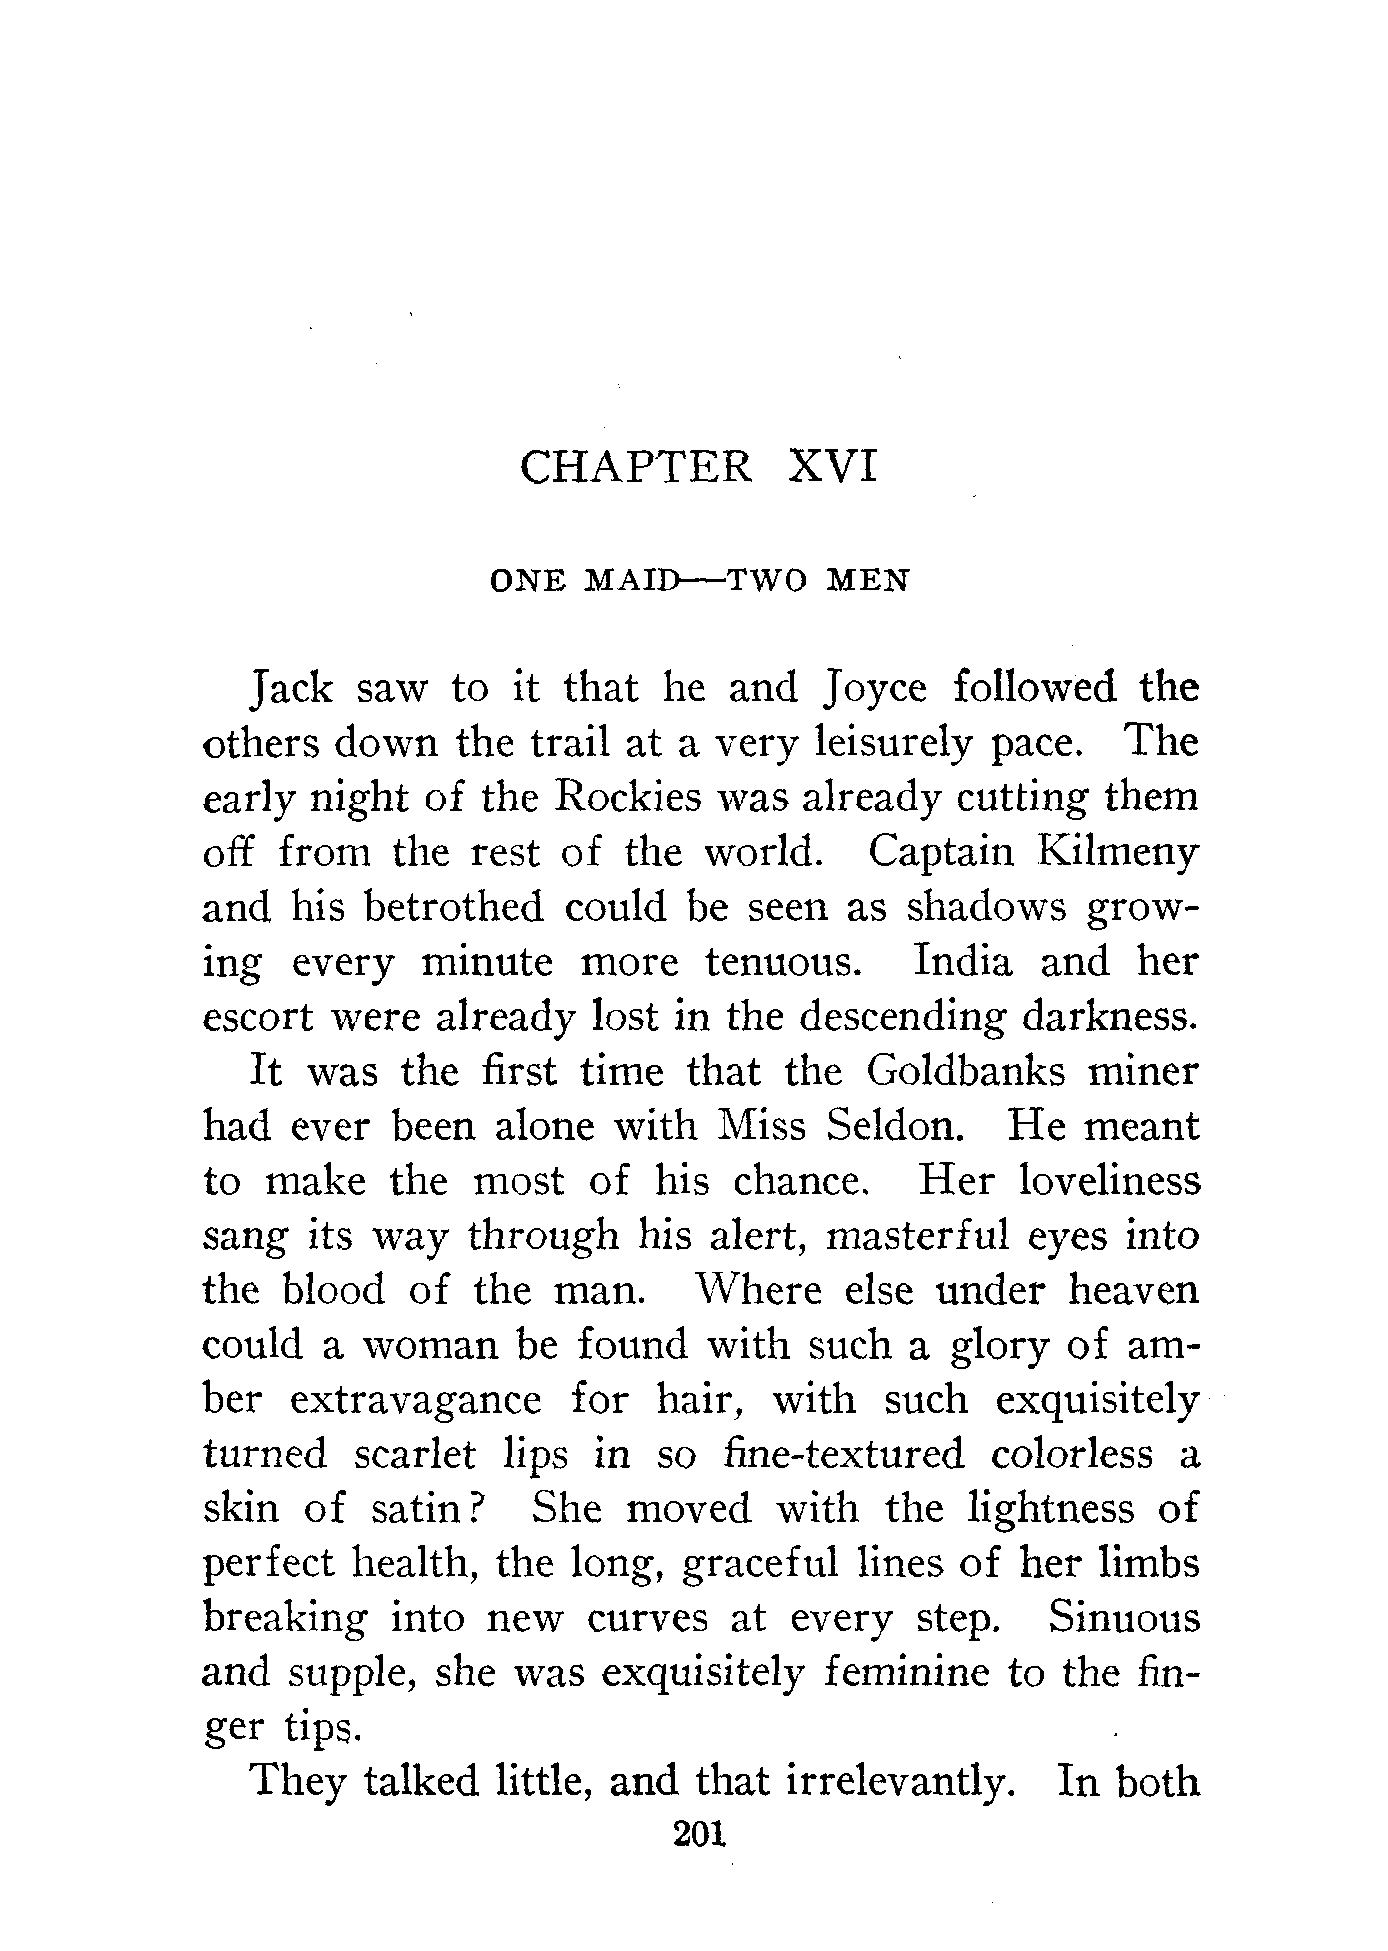 CHAPTER XVI
ONE MAID—TWO MEN
Jack saw to it that he and Joyce followed the
others down the trail at a very leisurely pace. The
early night of the Rockies was already cutting them
off from the rest of the world. Captain Kilmeny
and his betrothed could be seen as shadows grow-
ing every minute more tenuous. India and her
escort were already lost in the descending darkness.
It was the first time that the Goldbanks miner
had ever been alone with Miss Seldon. He meant
to make the most of his chance. Her loveliness
sang its way through his alert, masterful eyes into
the blood of the man. Where else under heaven
could a woman be found with such a glory of am-
ber extravagance for hair, with such exquisitely
turned scarlet lips in so fine-textured colorless a
skin of satin? She moved with the lightness of
perfect health, the long, graceful lines of her limbs
breaking into new curves at every step. Sinuous
and supple, she was exquisitely feminine to the fin-
ger tips.
They talked little, and that irrelevantly. In both
201